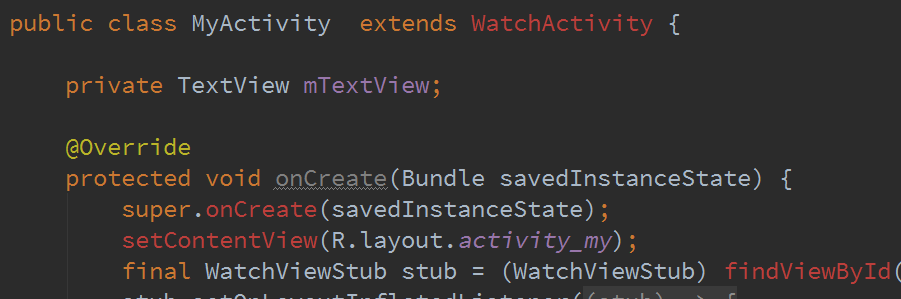 public class MyActivity  extends WatchActivity {
private TextView mTextView;
@Override
protected void onCreate(Bundle savedInstanceState) {
super.onCreate(savedInstanceState);
setContentView(R.layout.activity_my);
final WatchViewStub stub = (WatchViewStub) findViewById(
stub.setOnLayoutInflatedListener((stub) -> {